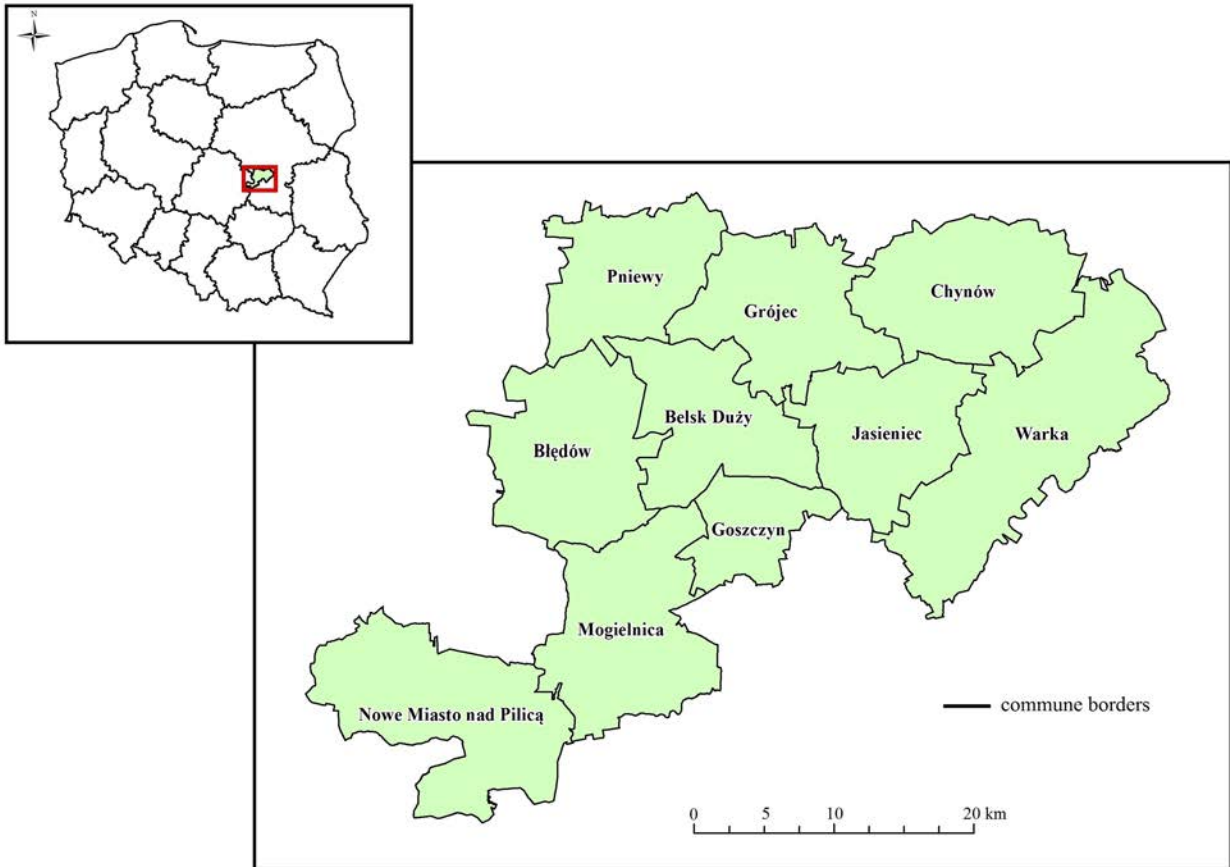 N
Pniewy
Grójec
Chynów
Błędów
Belsk Duży
Jasieniec
Warka
Goszczyn
Mogielnica
Nowe Miasto nad Pilicą
commune borders
0 5 10 20 km